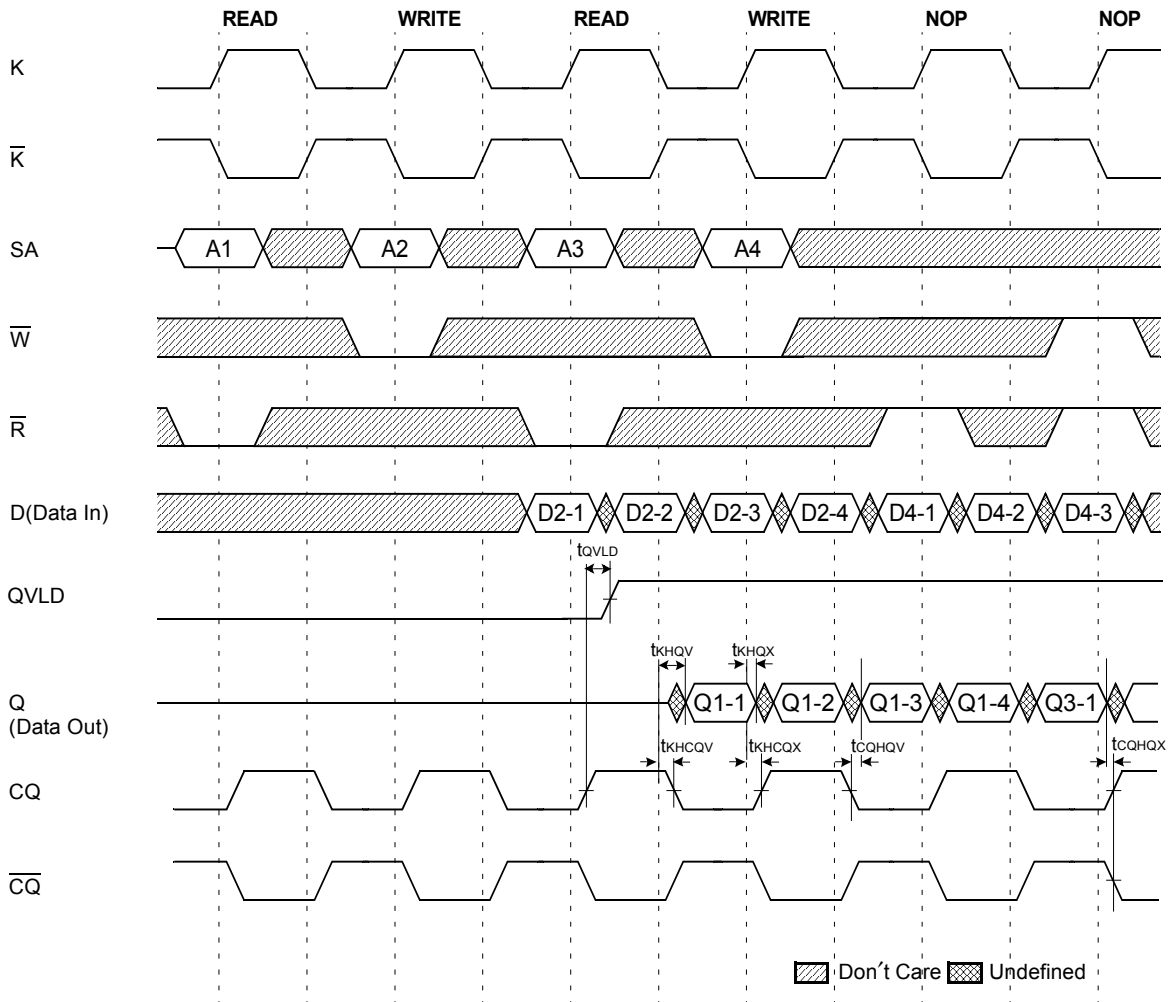 READ WRITE READ WRITE NOP NOP
K
K̅
SA A1 A2 A3 A4
W̅
R̅
D(Data In) D2-1 D2-2 D2-3 D2-4 D4-1 D4-2 D4-3
tQVLD
QVLD
tKHQV tKHQX
Q
(Data Out) Q1-1 Q1-2 Q1-3 Q1-4 Q3-1
tKHCQV tKHCQX tCQHQV tCQHQX
CQ
C̅Q̅
Don′t Care Undefined